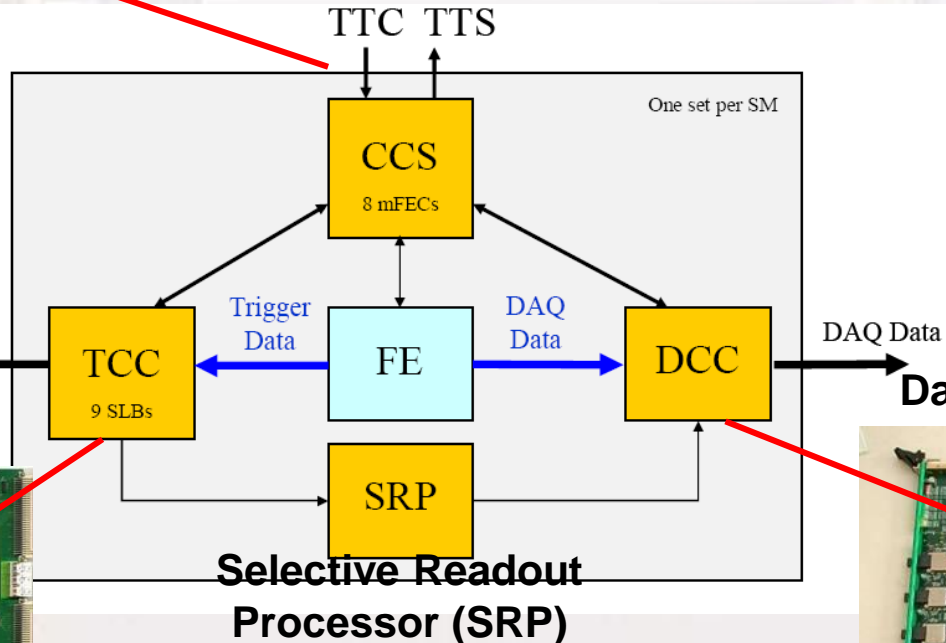 TTC TTS
One set per SM
CCS
8 mFECs
Trigger
Data
DAQ
Data
TCC
9 SLBs
FE
DCC
DAQ Data
Da
SRP
Selective Readout
Processor (SRP)